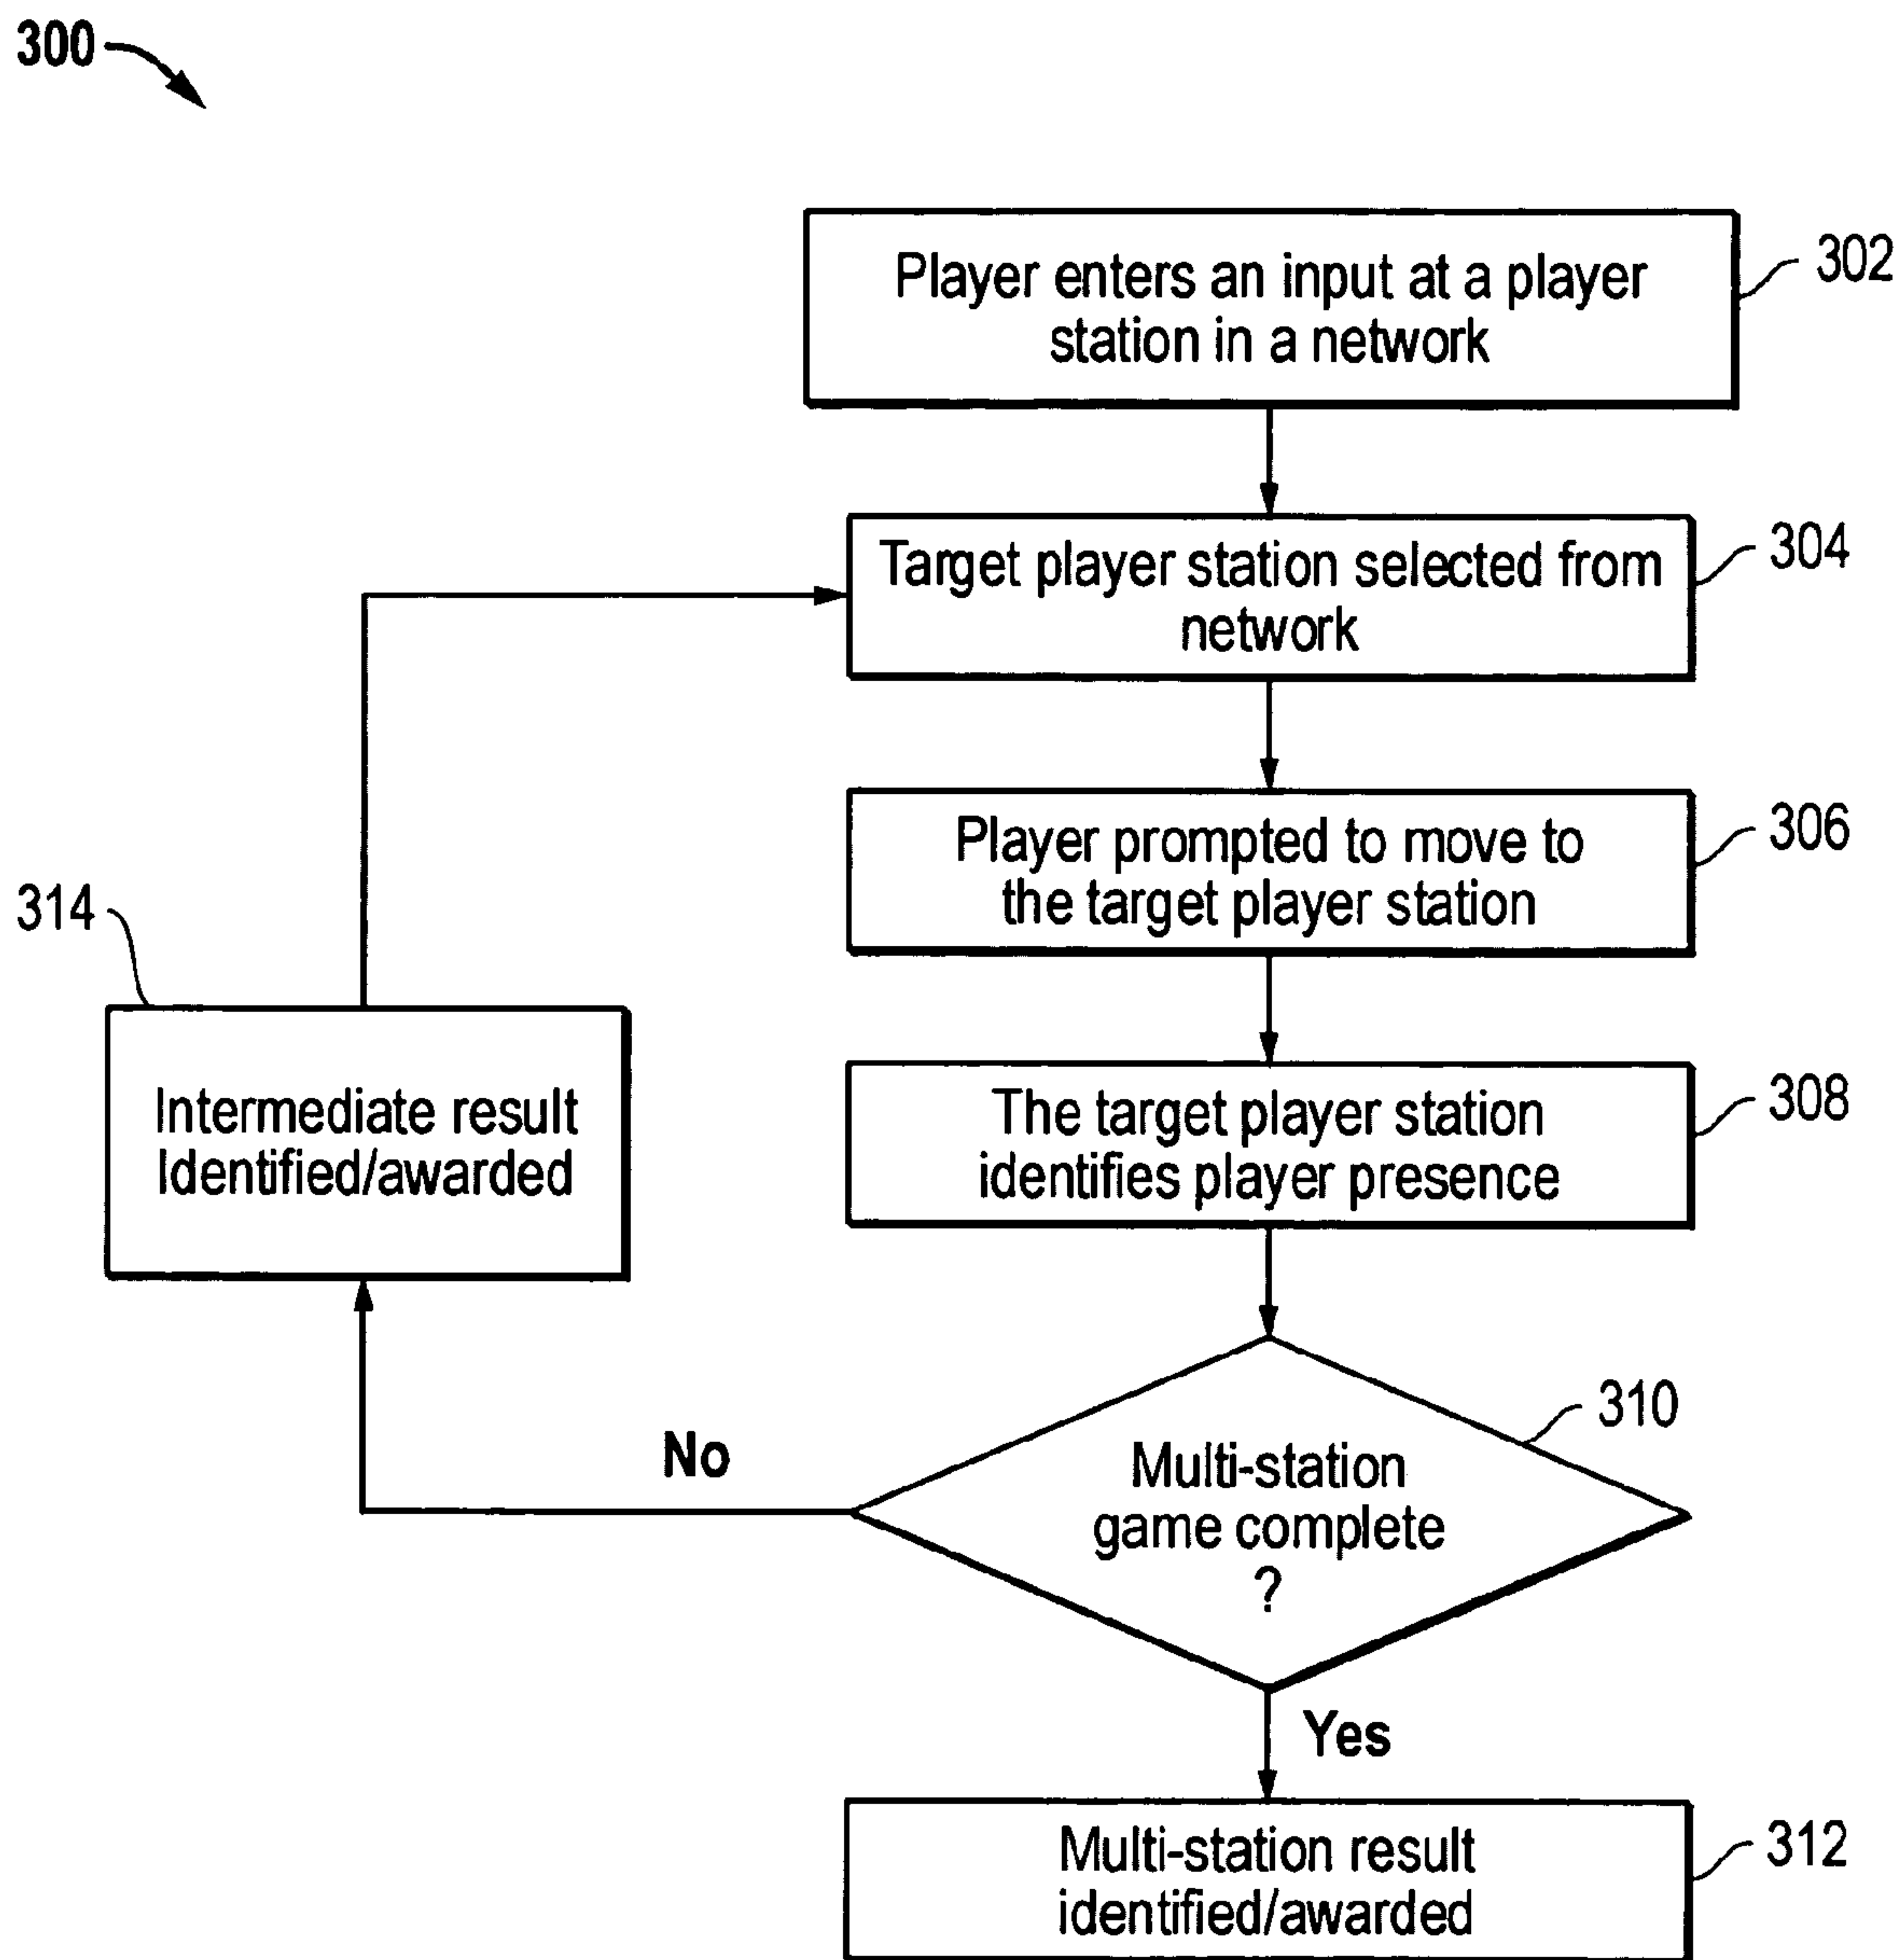 300
Player enters an input at a player
station in a network
302
Target player station selected from
network
304
Player prompted to move to
the target player station
306
314
Intermediate result
Identified/awarded
The target player station
identifies player presence
308
310
No
Multi-station
game complete
?
Yes
Multi-station result
identified/awarded
312